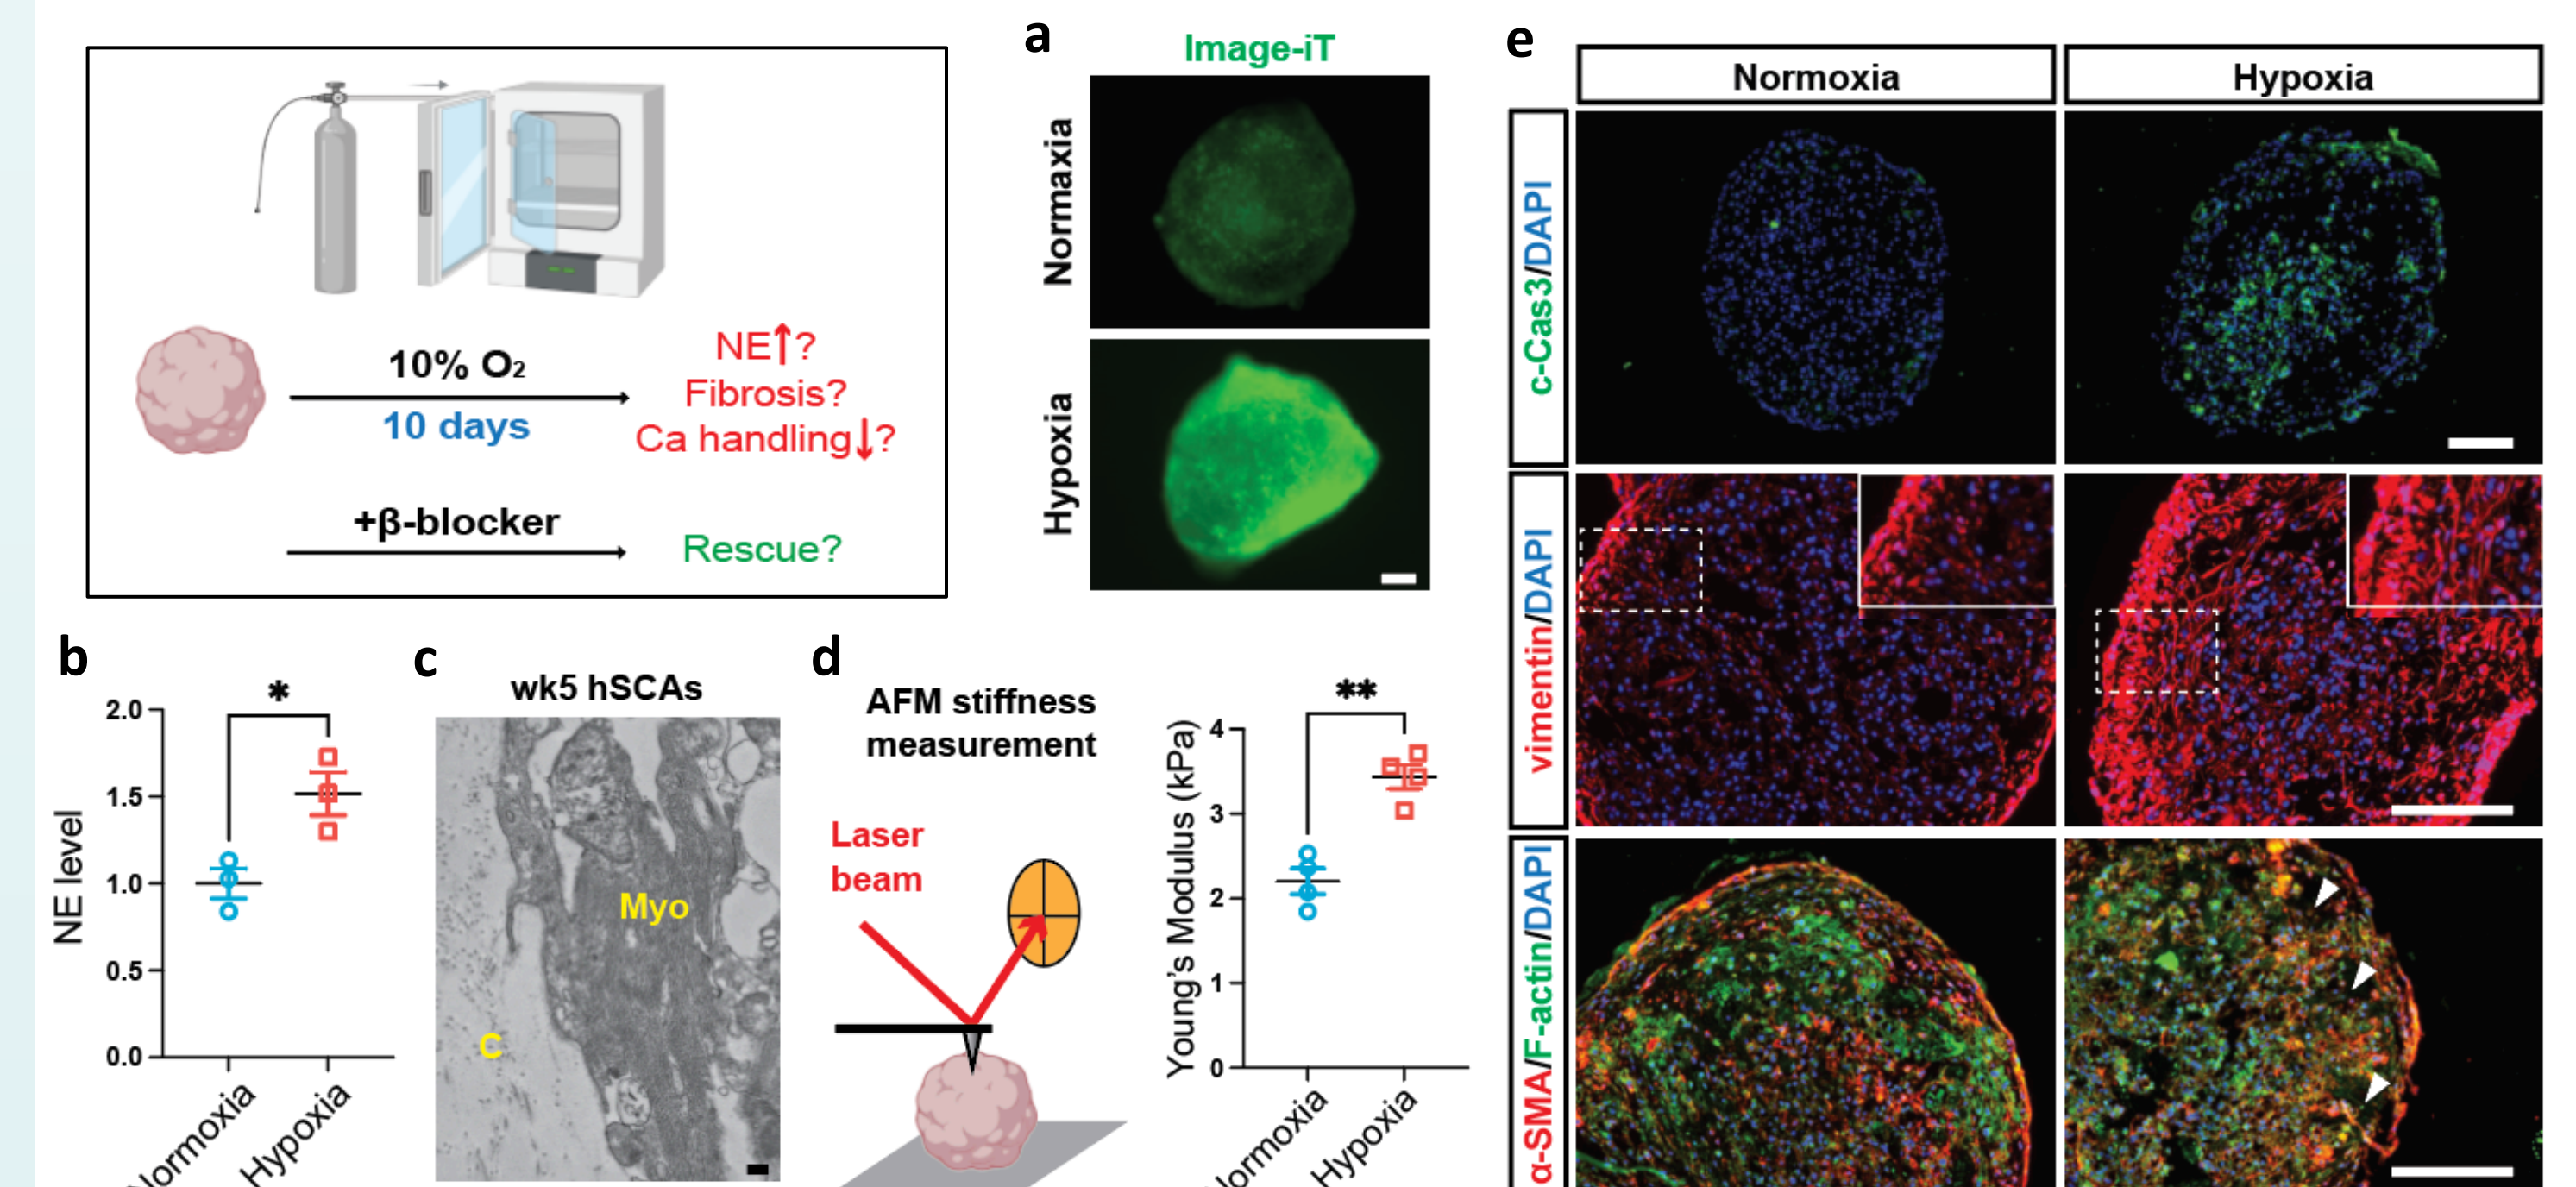 10% O2
10 days
NE↑?
Fibrosis?
Ca handling↓?
+β-blocker
Rescue?
a
Image-iT
Normaxia
Hypoxia
b
*
NE level
2.0
1.5
1.0
0.5
0.0
Normoxia
Hypoxia
c
wk5 hSCAs
Myo
C
d
AFM stiffness
measurement
Laser
beam
**
Young's Modulus (kPa)
4
3
2
1
0
Normoxia
Hypoxia
e
Normoxia
Hypoxia
c-Cas3/DAPI
vimentin/DAPI
α-SMA/F-actin/DAPI